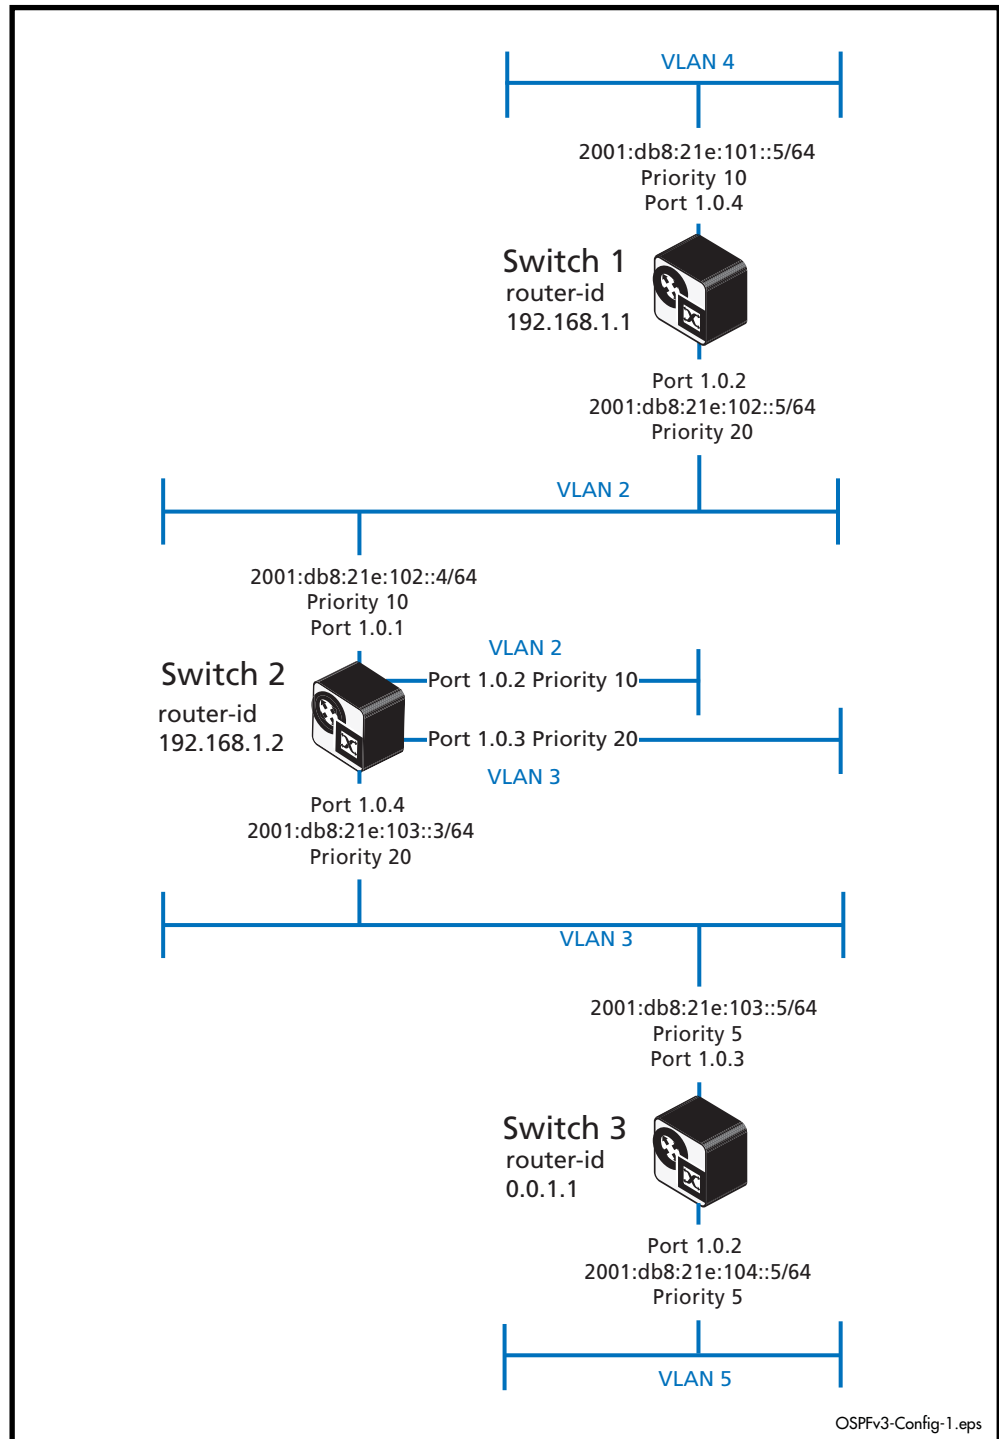 VLAN 4
2001:db8:21e:101::5/64
Priority 10
Port 1.0.4
Switch 1
router-id
192.168.1.1
Port 1.0.2
2001:db8:21e:102::5/64
Priority 20
VLAN 2
2001:db8:21e:102::4/64
Priority 10
Port 1.0.1
VLAN 2
Switch 2
Port 1.0.2 Priority 10
router-id
192.168.1.2
Port 1.0.3 Priority 20
VLAN 3
Port 1.0.4
2001:db8:21e:103::3/64
Priority 20
VLAN 3
2001:db8:21e:103::5/64
Priority 5
Port 1.0.3
Switch 3
router-id
0.0.1.1
Port 1.0.2
2001:db8:21e:104::5/64
Priority 5
VLAN 5
OSPFv3-Config-1.eps